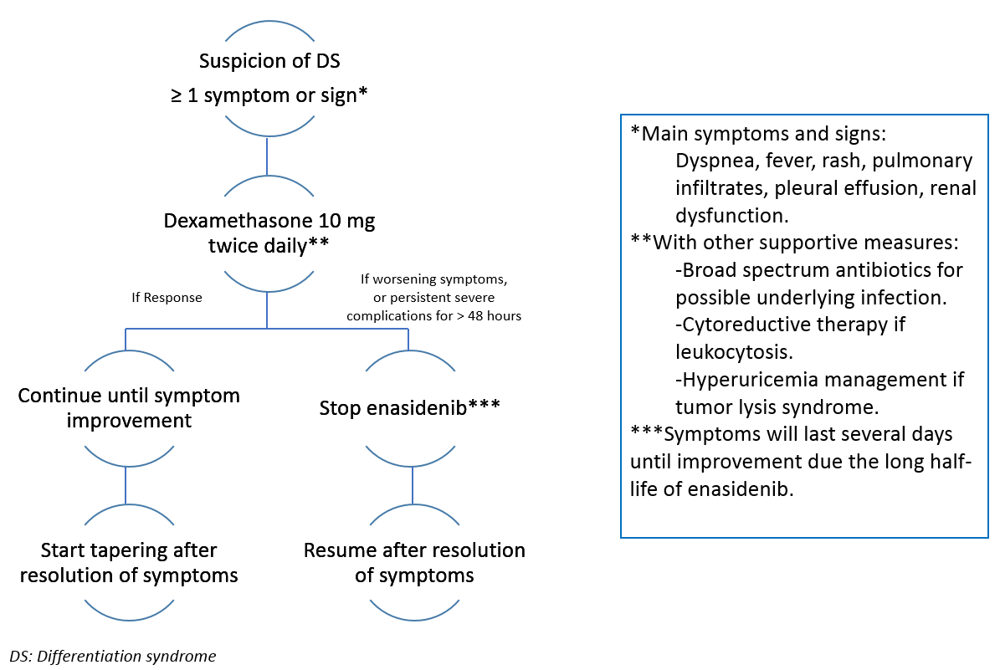 Suspicion of DS
≥ 1 symptom or sign*
Dexamethasone 10 mg
twice daily**
If Response
If worsening symptoms,
or persistent severe
complications for > 48 hours
Continue until symptom
improvement
Stop enasidenib***
Start tapering after
resolution of symptoms
Resume after resolution
of symptoms
*Main symptoms and signs:
Dyspnea, fever, rash, pulmonary
infiltrates, pleural effusion, renal
dysfunction.
**With other supportive measures:
-Broad spectrum antibiotics for
possible underlying infection.
-Cytoreductive therapy if
leukocytosis.
-Hyperuricemia management if
tumor lysis syndrome.
***Symptoms will last several days
until improvement due the long half-
life of enasidenib.
DS: Differentiation syndrome